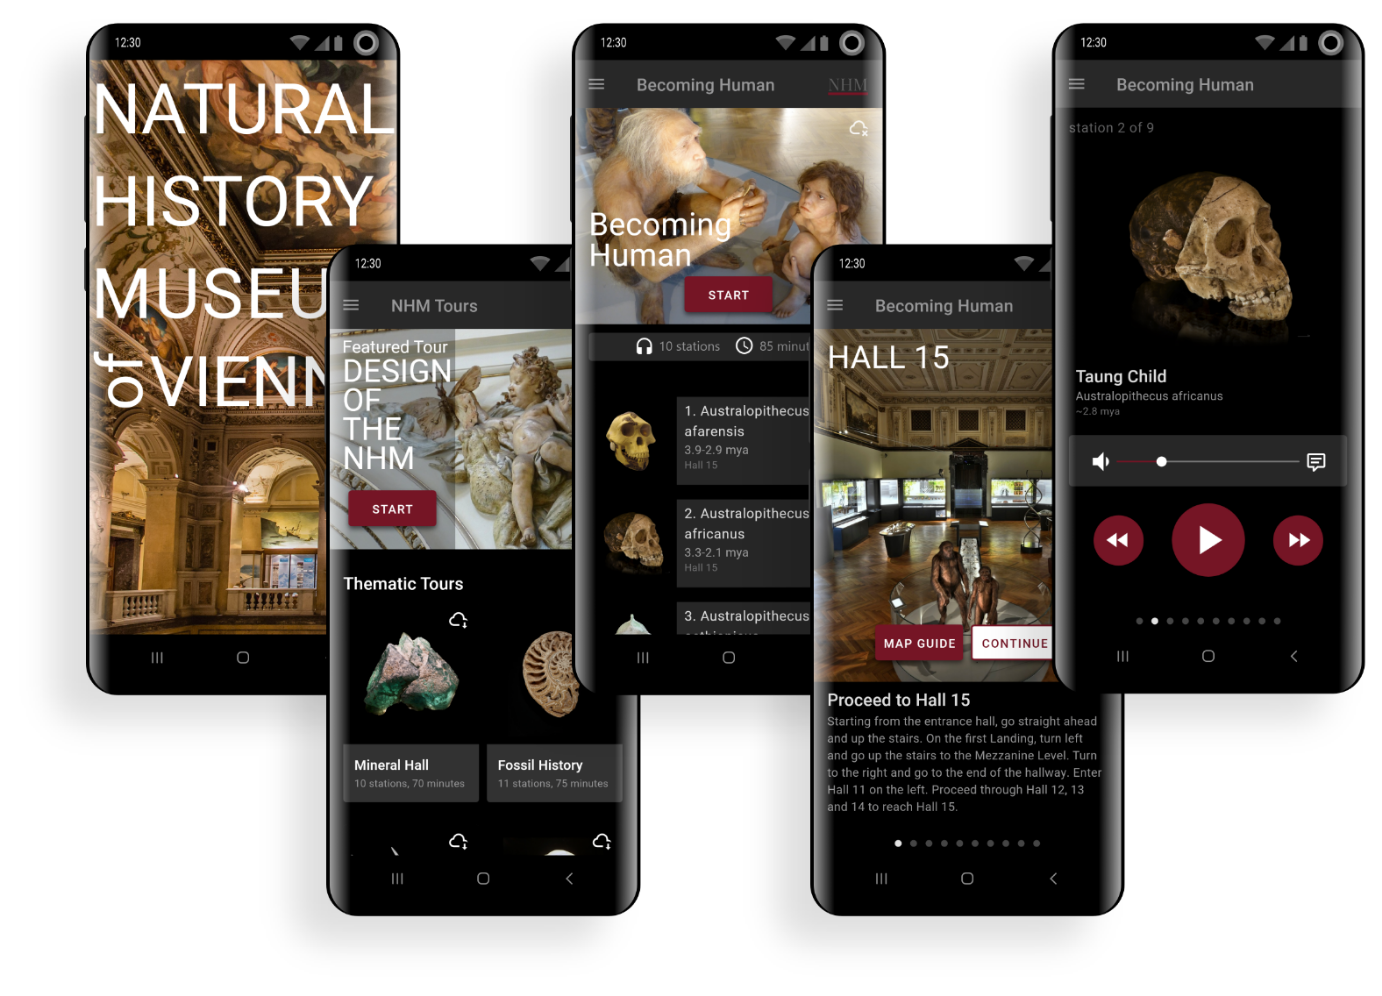 12:30
NATURAL
HISTORY
MUSEU
of VIENN
12:30
NHM Tours
Featured Tour
DESIGN
OF
THE
NHM
START
Thematic Tours
Mineral Hall
10 stations, 70 minutes
Fossil History
11 stations, 75 minutes
12:30
Becoming Human
NHM
Becoming
Human
START
10 stations
85 minut
1. Australopithecus
afarensis
3.9-2.9 mya
Hall 15
2. Australopithecus
africanus
3.3-2.1 mya
Hall 15
3. Australopithecus
12:30
Becoming Human
HALL 15
MAP GUIDE
CONTINUE
Proceed to Hall 15
Starting from the entrance hall, go straight ahead
and up the stairs. On the first Landing, turn left
and go up the stairs to the Mezzanine Level. Turn
to the right and go to the end of the hallway. Enter
Hall 11 on the left. Proceed through Hall 12, 13
and 14 to reach Hall 15.
12:30
Becoming Human
station 2 of 9
Taung Child
Australopithecus africanus
~2.8 mya